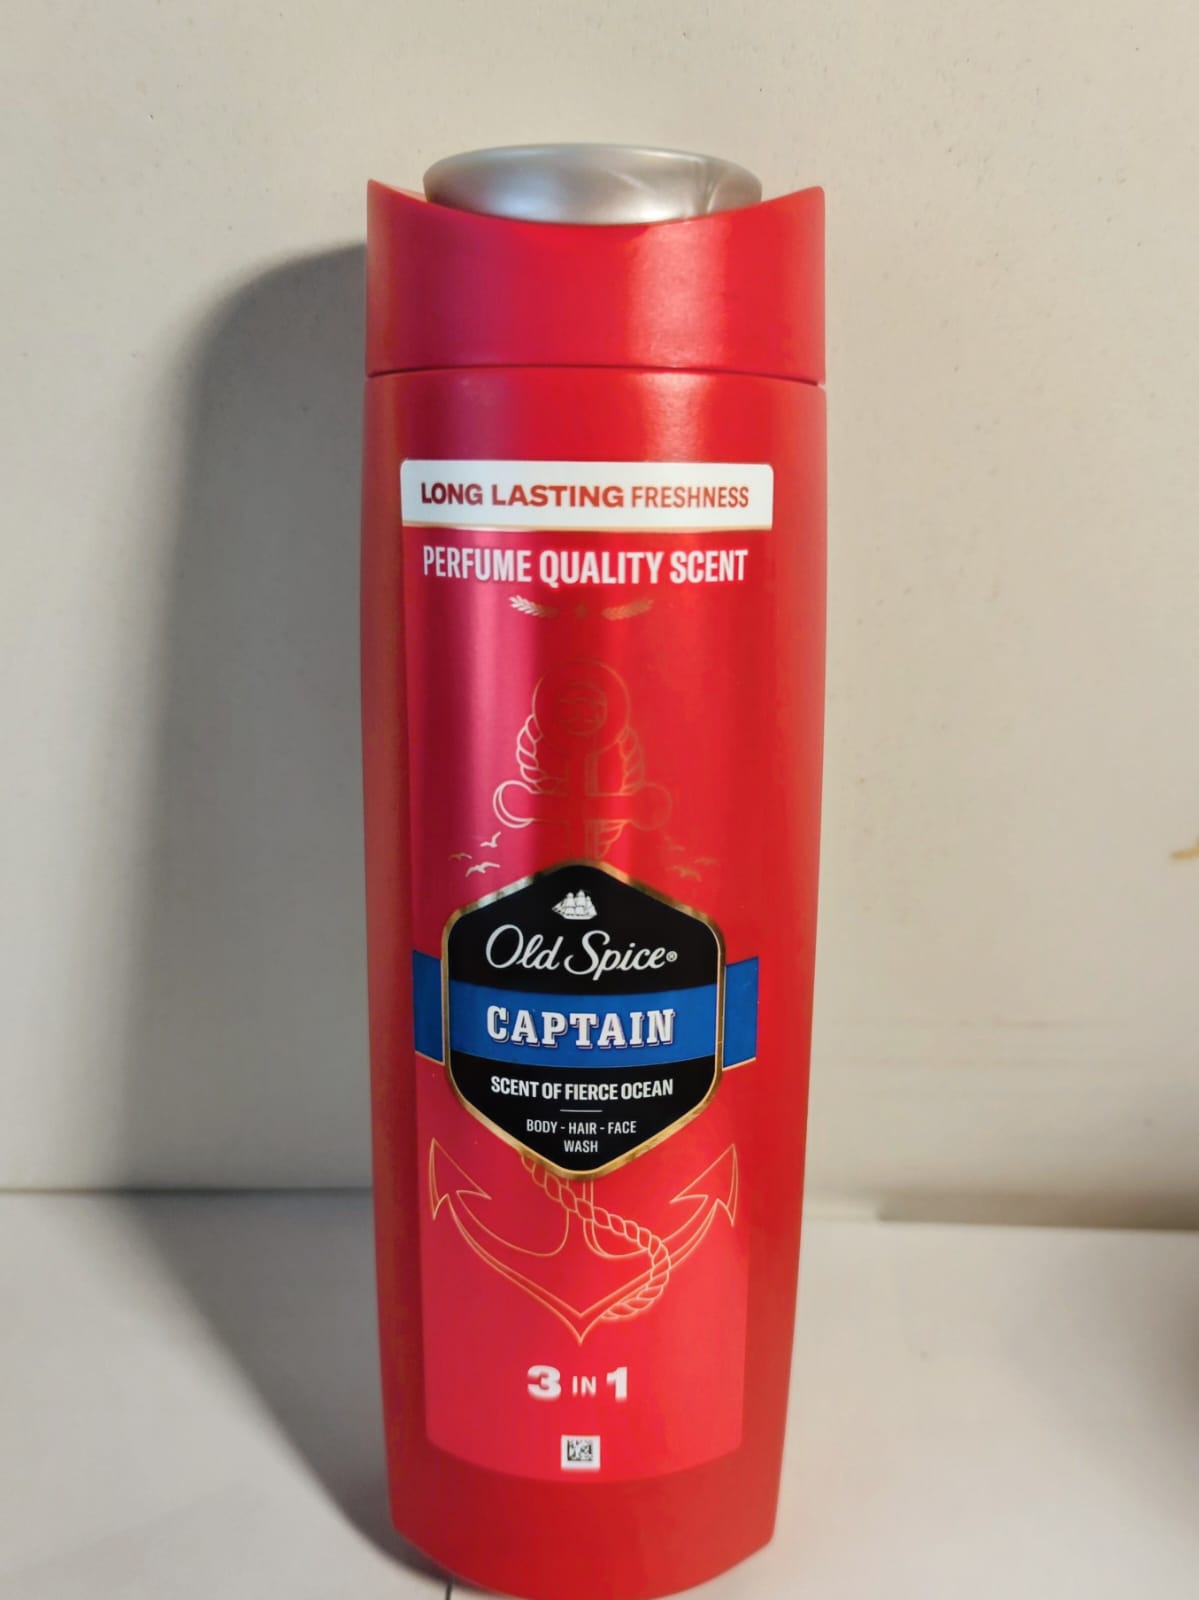 LONG LASTING FRESHNESS
PERFUME QUALITY SCENT
Old Spice®
CAPTAIN
SCENT OF FIERCE OCEAN
BODY - HAIR - FACE
WASH
3 IN 1